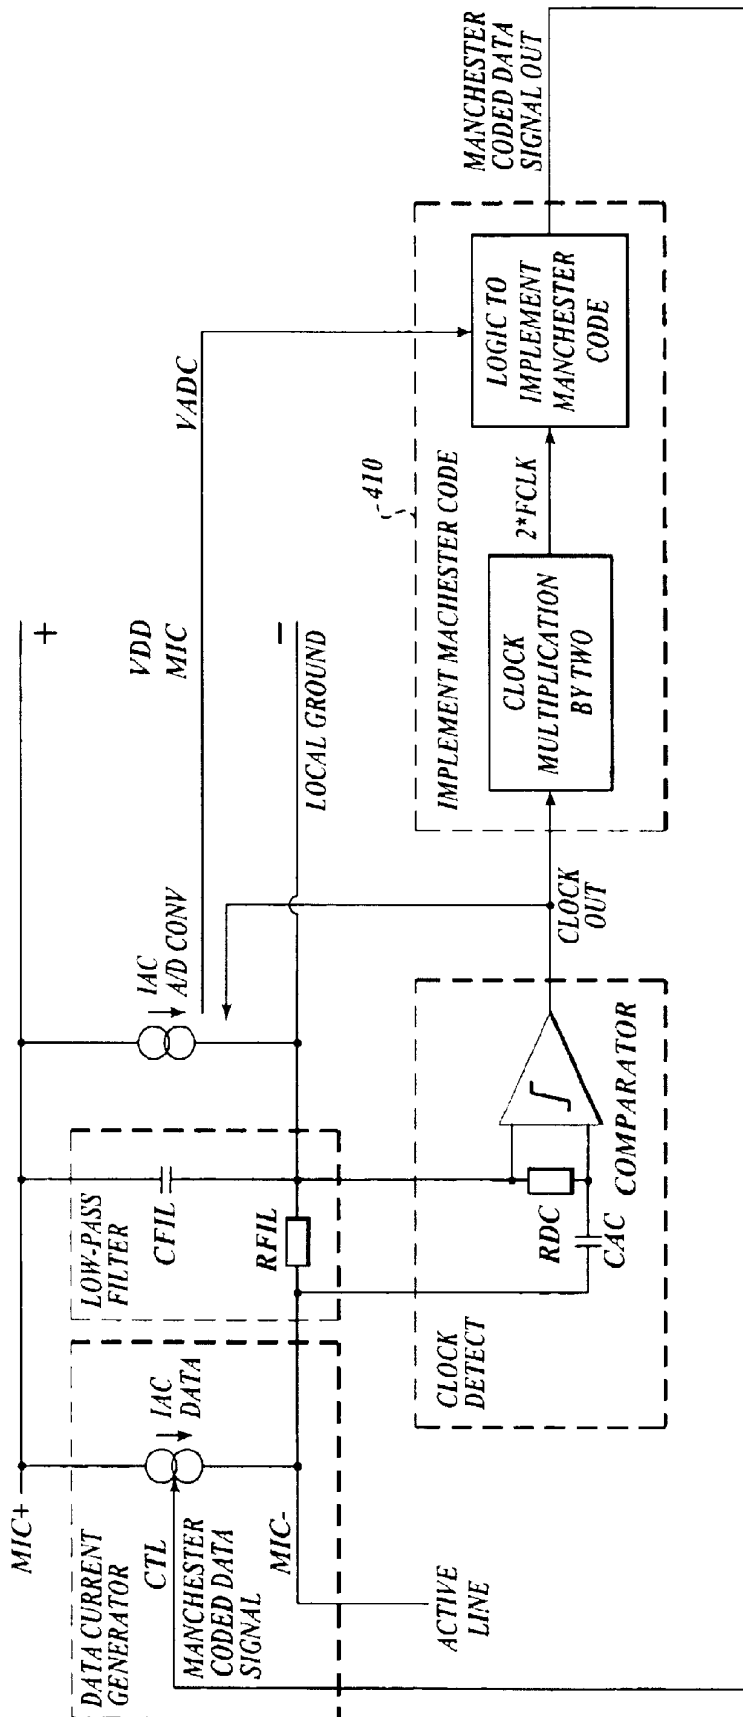 MIC+
DATA CURRENT
GENERATOR
CTL
MANCHESTER
CODED DATA
SIGNAL
IAC
DATA
MIC-
ACTIVE
LINE
LOW-PASS
FILTER
CFIL
RFIL
CLOCK
DETECT
RDC
CAC
COMPARATOR
IAC
A/D CONV
CLOCK
OUT
+
VDD
MIC
-
LOCAL GROUND
VADC
410
IMPLEMENT MACHESTER CODE
CLOCK
MULTIPLICATION
BY TWO
2*FCLK
LOGIC TO
IMPLEMENT
MANCHESTER
CODE
MANCHESTER
CODED DATA
SIGNAL OUT